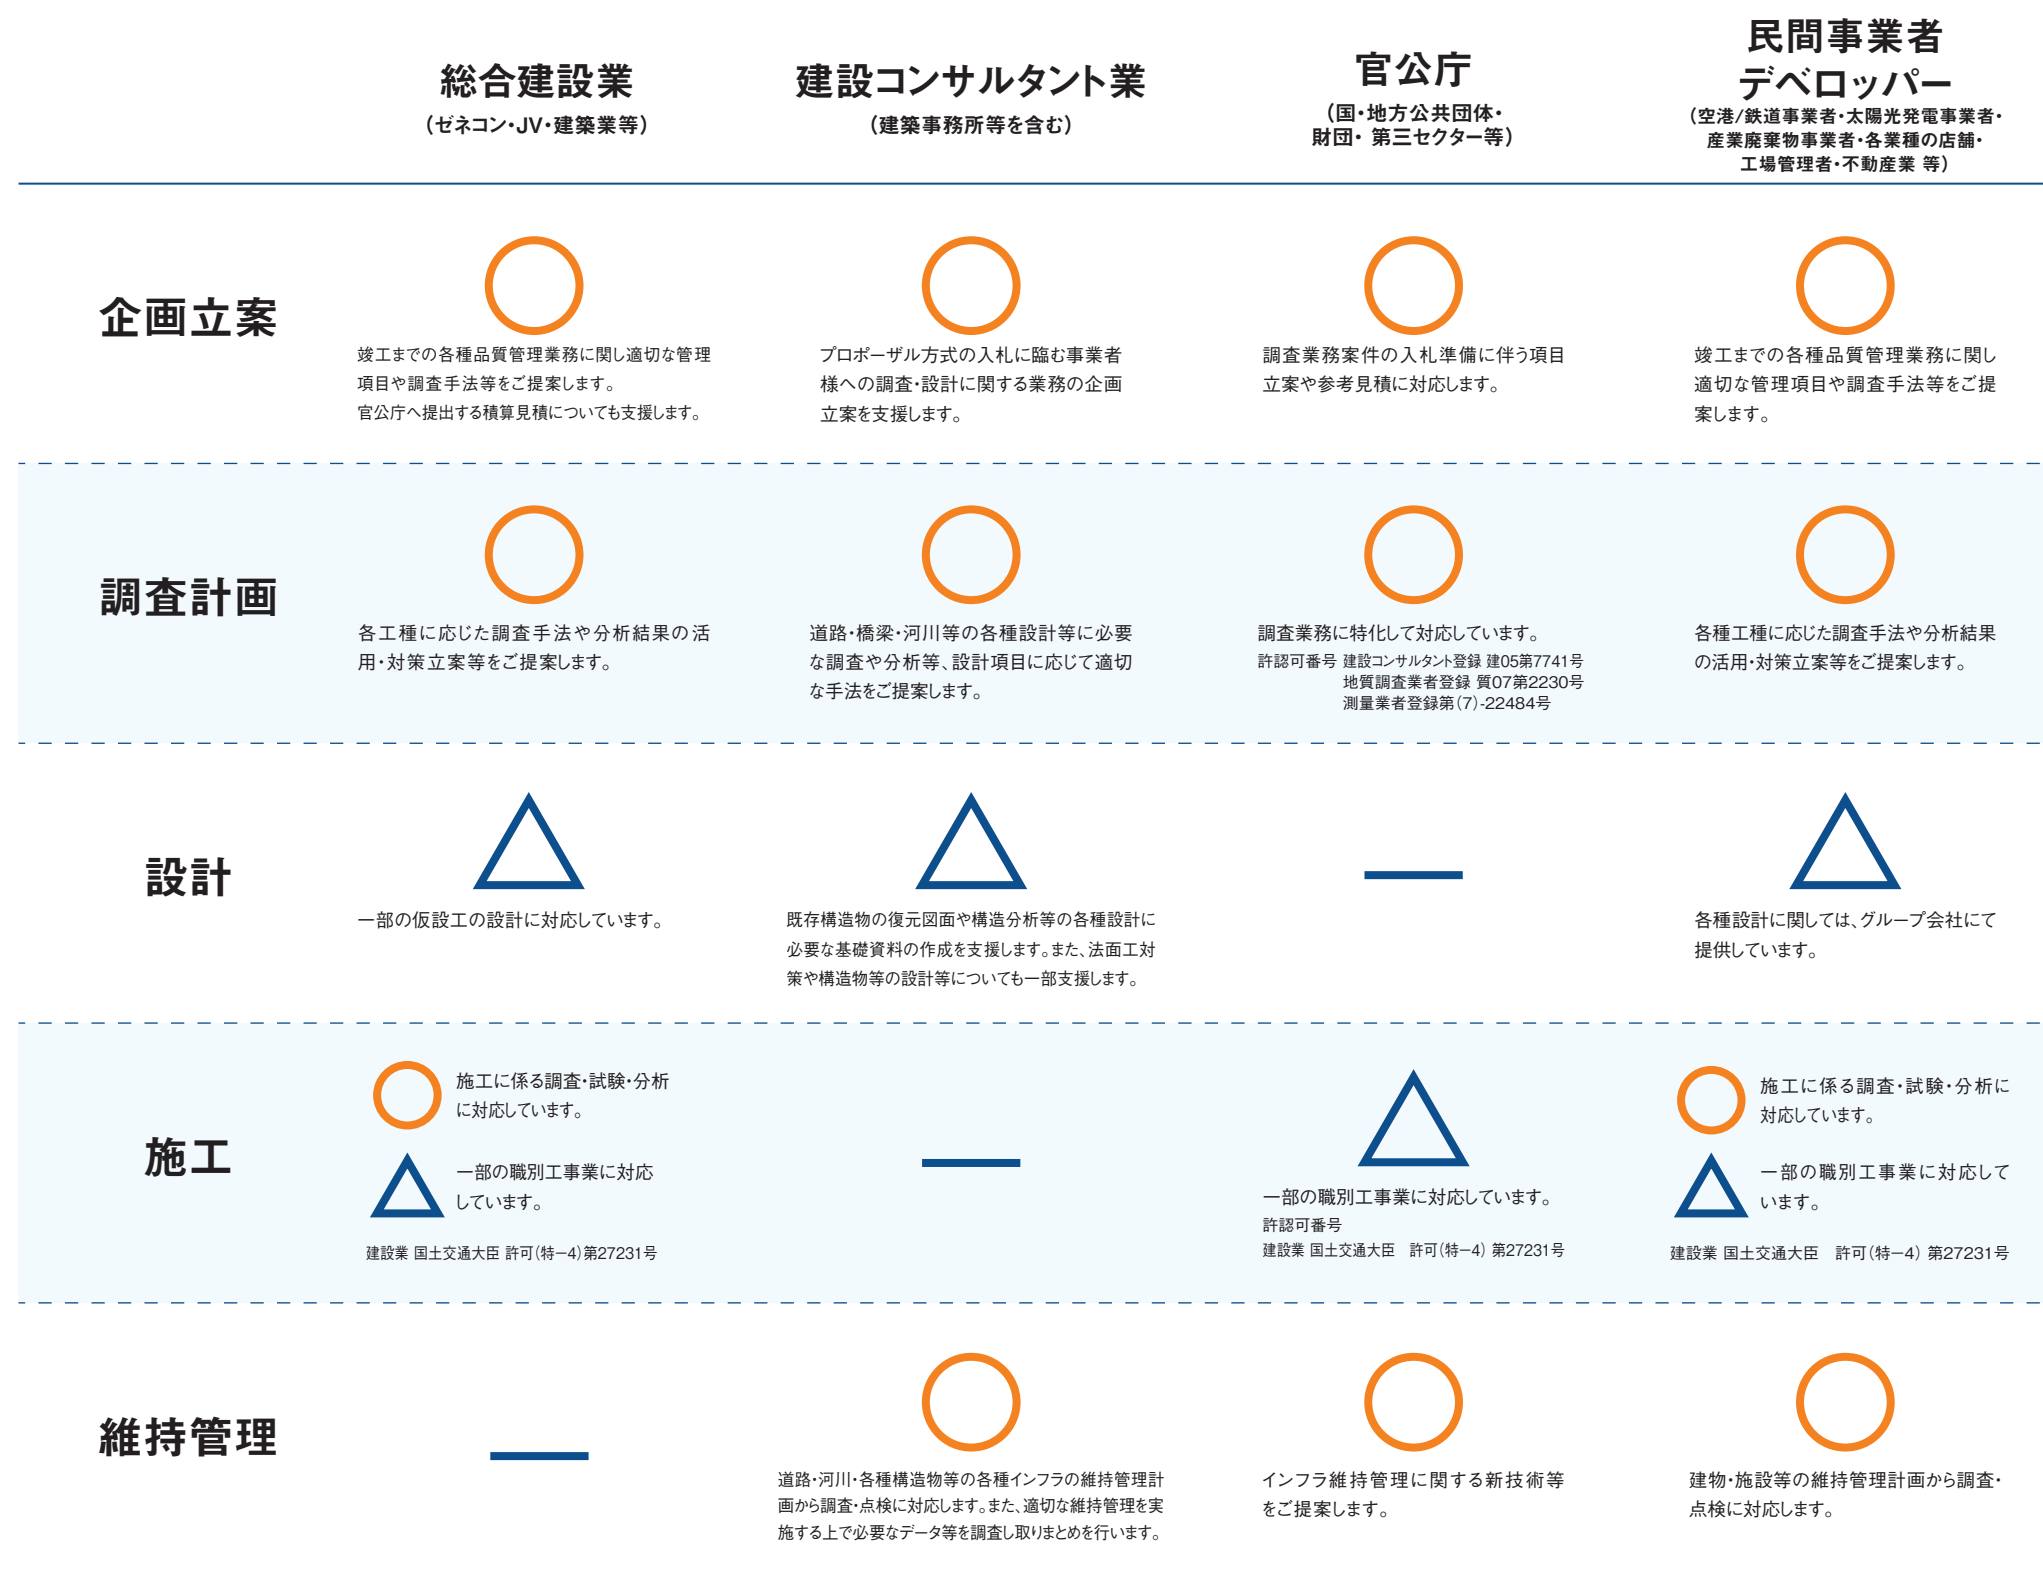 総合建設業
（ゼネコン・JV・建築業等）
建設コンサルタント業
（建築事務所等を含む）
官公庁
（国・地方公共団体・
財団・ 第三セクター等）
民間事業者
デベロッパー
（空港/鉄道事業者・太陽光発電事業者・
産業廃棄物事業者・各業種の店舗・
工場管理者・不動産業 等）
企画立案
竣工までの各種品質管理業務に関し適切な管理
項目や調査手法等をご提案します。
官公庁へ提出する積算見積についても支援します。
プロポーザル方式の入札に臨む事業者
様への調査・設計に関する業務の企画
立案を支援します。
調査業務案件の入札準備に伴う項目
立案や参考見積に対応します。
竣工までの各種品質管理業務に関し
適切な管理項目や調査手法等をご提
案します。
調査計画
各工種に応じた調査手法や分析結果の活
用・対策立案等をご提案します。
道路・橋梁・河川等の各種設計等に必要
な調査や分析等、設計項目に応じて適切
な手法をご提案します。
調査業務に特化して対応しています。
許認可番号 建設コンサルタント登録 建05第7741号
地質調査業者登録 質07第2230号
測量業者登録第（7）-22484号
各種工種に応じた調査手法や分析結果
の活用・対策立案等をご提案します。
設計
一部の仮設工の設計に対応しています。
既存構造物の復元図面や構造分析等の各種設計に
必要な基礎資料の作成を支援します。また、法面工対
策や構造物等の設計等についても一部支援します。
各種設計に関しては、グループ会社にて
提供しています。
施工
施工に係る調査・試験・分析
に対応しています。
一部の職別工事業に対応
しています。
建設業 国土交通大臣 許可（特－4）第27231号
一部の職別工事業に対応しています。
許認可番号
建設業 国土交通大臣　許可（特－4） 第27231号
施工に係る調査・試験・分析に
対応しています。
一部の職別工事業に対応して
います。
建設業 国土交通大臣　許可（特－4） 第27231号
維持管理
道路・河川・各種構造物等の各種インフラの維持管理計
画から調査・点検に対応します。また、適切な維持管理を実
施する上で必要なデータ等を調査し取りまとめを行います。
インフラ維持管理に関する新技術等
をご提案します。
建物・施設等の維持管理計画から調査・
点検に対応します。